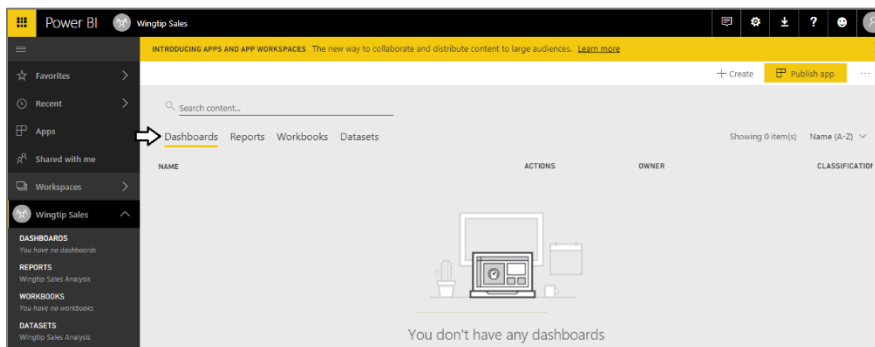 Power BI Wingtip Sales ?
INTRODUCING APPS AND APP WORKSPACES The new way to collaborate and distribute content to large audiences. Learn more
+ Create Publish app ...
Favorites
Recent
Apps
Shared with me
Workspaces
Wingtip Sales
DASHBOARDS
You have no dashboards
REPORTS
Wingtip Sales Analysis
WORKBOOKS
You have no workbooks
DATASETS
Wingtip Sales Analysis
Search content...
Dashboards Reports Workbooks Datasets
Showing 0 item(s) Name (A-Z)
NAME ACTIONS OWNER CLASSIFICATION
You don't have any dashboards